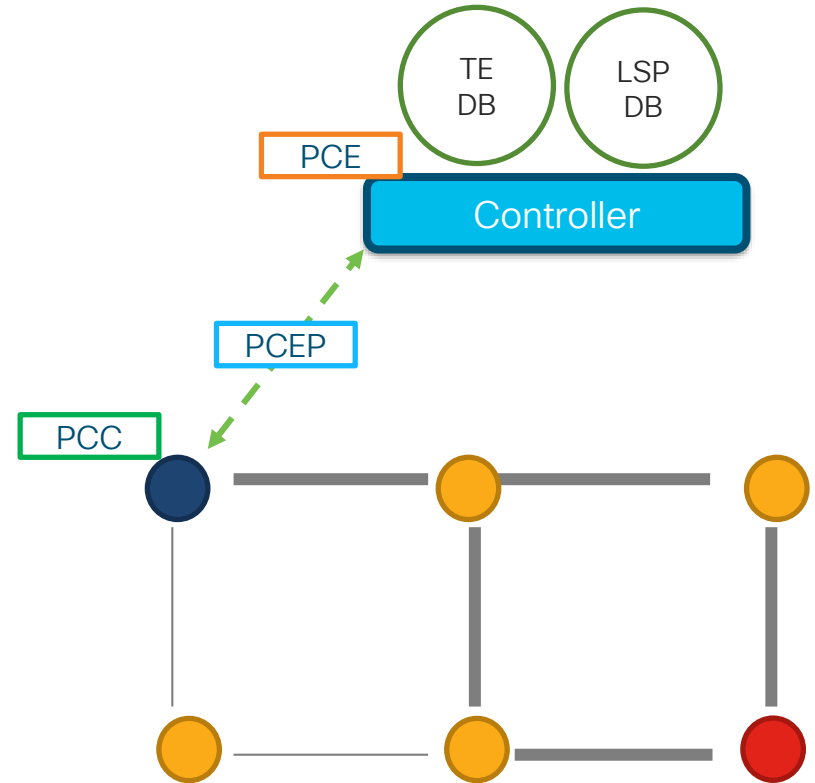 TE
DB
LSP
DB
PCE
Controller
PCEP
PCC